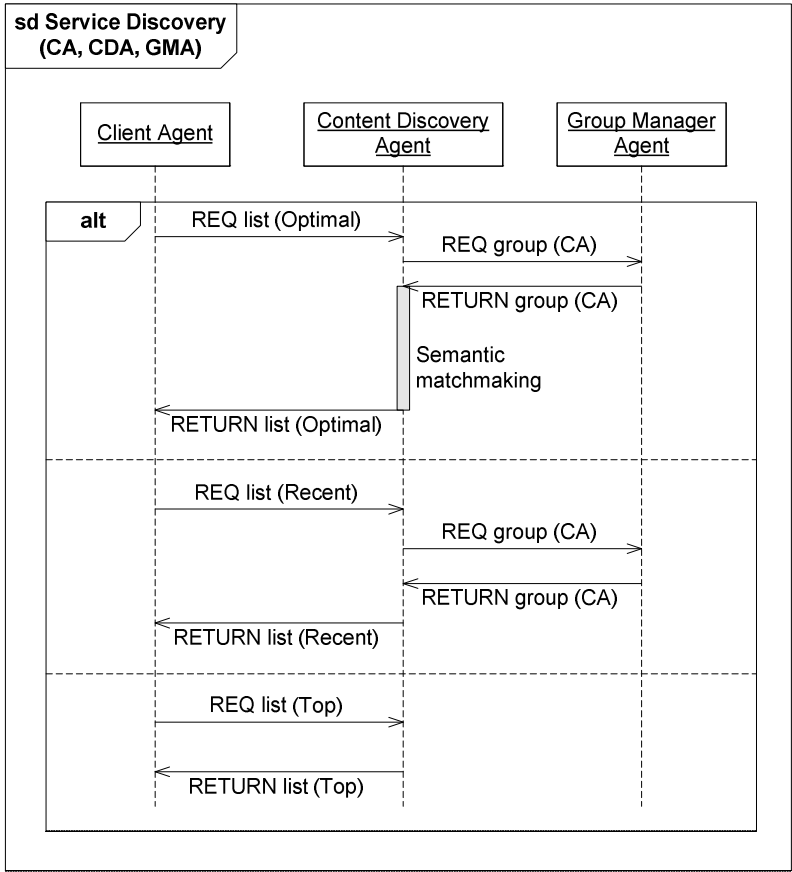 sd Service Discovery
(CA, CDA, GMA)
Client Agent
Content Discovery
Agent
Group Manager
Agent
alt
REQ list (Optimal)
REQ group (CA)
RETURN group (CA)
Semantic
matchmaking
RETURN list (Optimal)
REQ list (Recent)
REQ group (CA)
RETURN group (CA)
RETURN list (Recent)
REQ list (Top)
RETURN list (Top)